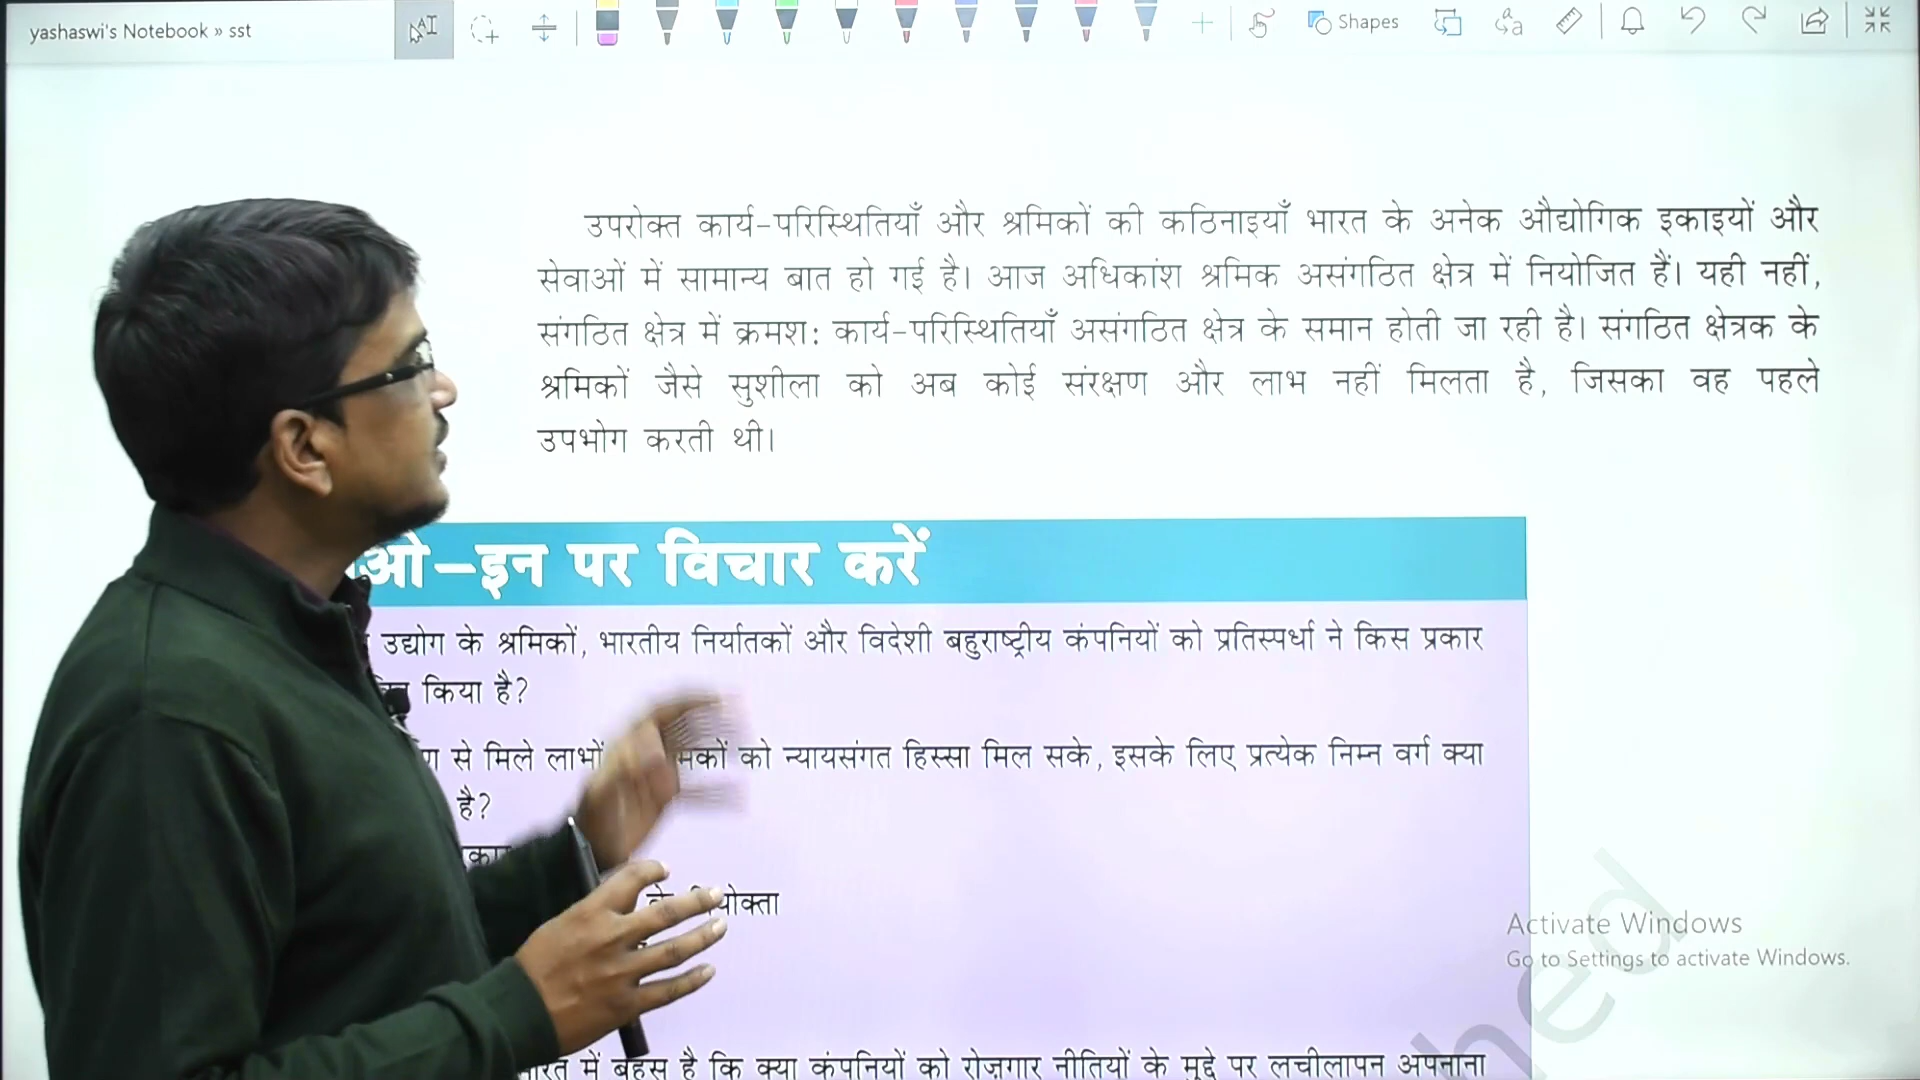 yashaswi's Notebook » sst
Shapes
उपरोक्त कार्य-परिस्थितियाँ और श्रमिकों की कठिनाइयाँ भारत के अनेक औद्योगिक इकाइयों और
सेवाओं में सामान्य बात हो गई है। आज अधिकांश श्रमिक असंगठित क्षेत्र में नियोजित हैं। यही नहीं,
संगठित क्षेत्र में क्रमश: कार्य-परिस्थितियाँ असंगठित क्षेत्र के समान होती जा रही है। संगठित क्षेत्रक के
श्रमिकों जैसे सुशीला को अब कोई संरक्षण और लाभ नहीं मिलता है, जिसका वह पहले
उपभोग करती थी।
ओ–इन पर विचार करें
उद्योग के श्रमिकों, भारतीय निर्यातकों और विदेशी बहुराष्ट्रीय कंपनियों को प्रतिस्पर्धा ने किस प्रकार
किया है?
से मिले लाभों को न्यायसंगत हिस्सा मिल सके, इसके लिए प्रत्येक निम्न वर्ग क्या
है?
के
में बहस है कि क्या कंपनियों को रोज़गार नीतियों के मुद्दे पर लचीलापन अपनाना
Activate Windows
Go to Settings to activate Windows.
hed